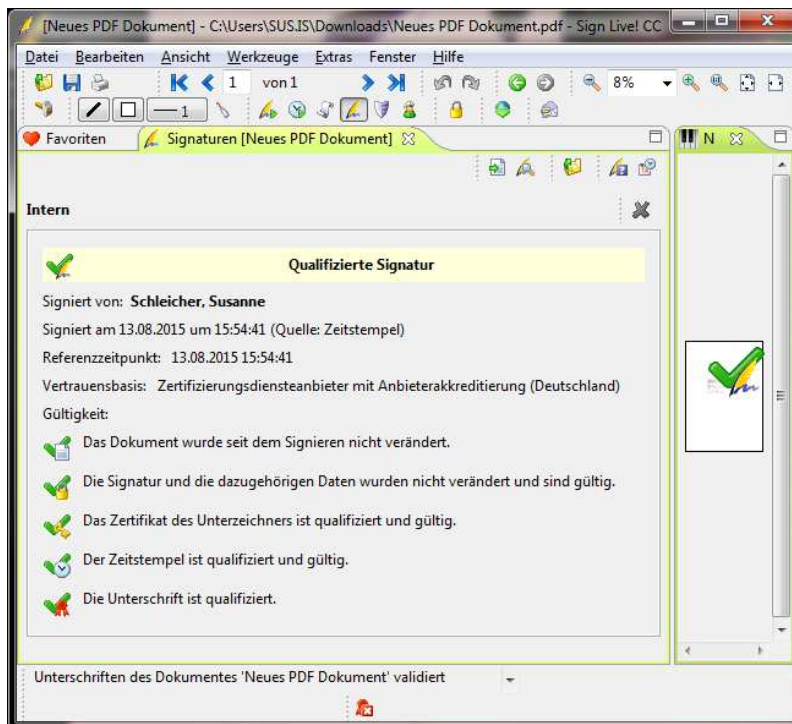 [Neues PDF Dokument] - C:\Users\SUS.IS\Downloads\Neues PDF Dokument.pdf - Sign Live! CC
Datei Bearbeiten Ansicht Werkzeuge Extras Fenster Hilfe
1 von 1 8%
1
Favoriten Signaturen [Neues PDF Dokument] N
Intern
Qualifizierte Signatur
Signiert von: Schleicher, Susanne
Signiert am 13.08.2015 um 15:54:41 (Quelle: Zeitstempel)
Referenzzeitpunkt: 13.08.2015 15:54:41
Vertrauensbasis: Zertifizierungsdiensteanbieter mit Anbieterakkreditierung (Deutschland)
Gültigkeit:
Das Dokument wurde seit dem Signieren nicht verändert.
Die Signatur und die dazugehörigen Daten wurden nicht verändert und sind gültig.
Das Zertifikat des Unterzeichners ist qualifiziert und gültig.
Der Zeitstempel ist qualifiziert und gültig.
Die Unterschrift ist qualifiziert.
Unterschriften des Dokumentes 'Neues PDF Dokument' validiert